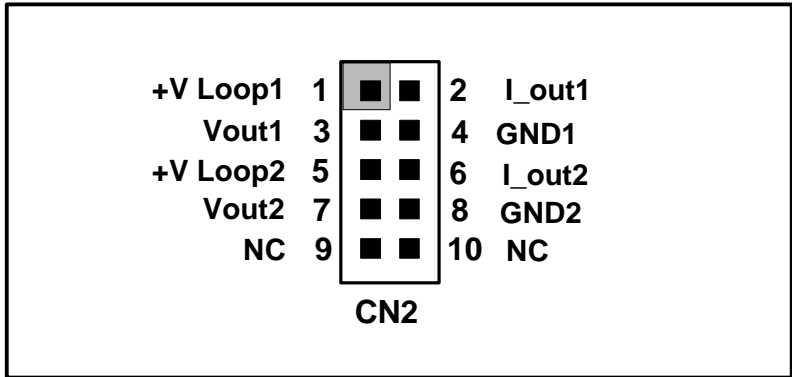 +V Loop1 1 2 I_out1
Vout1 3 4 GND1
+V Loop2 5 6 I_out2
Vout2 7 8 GND2
NC 9 10 NC
CN2